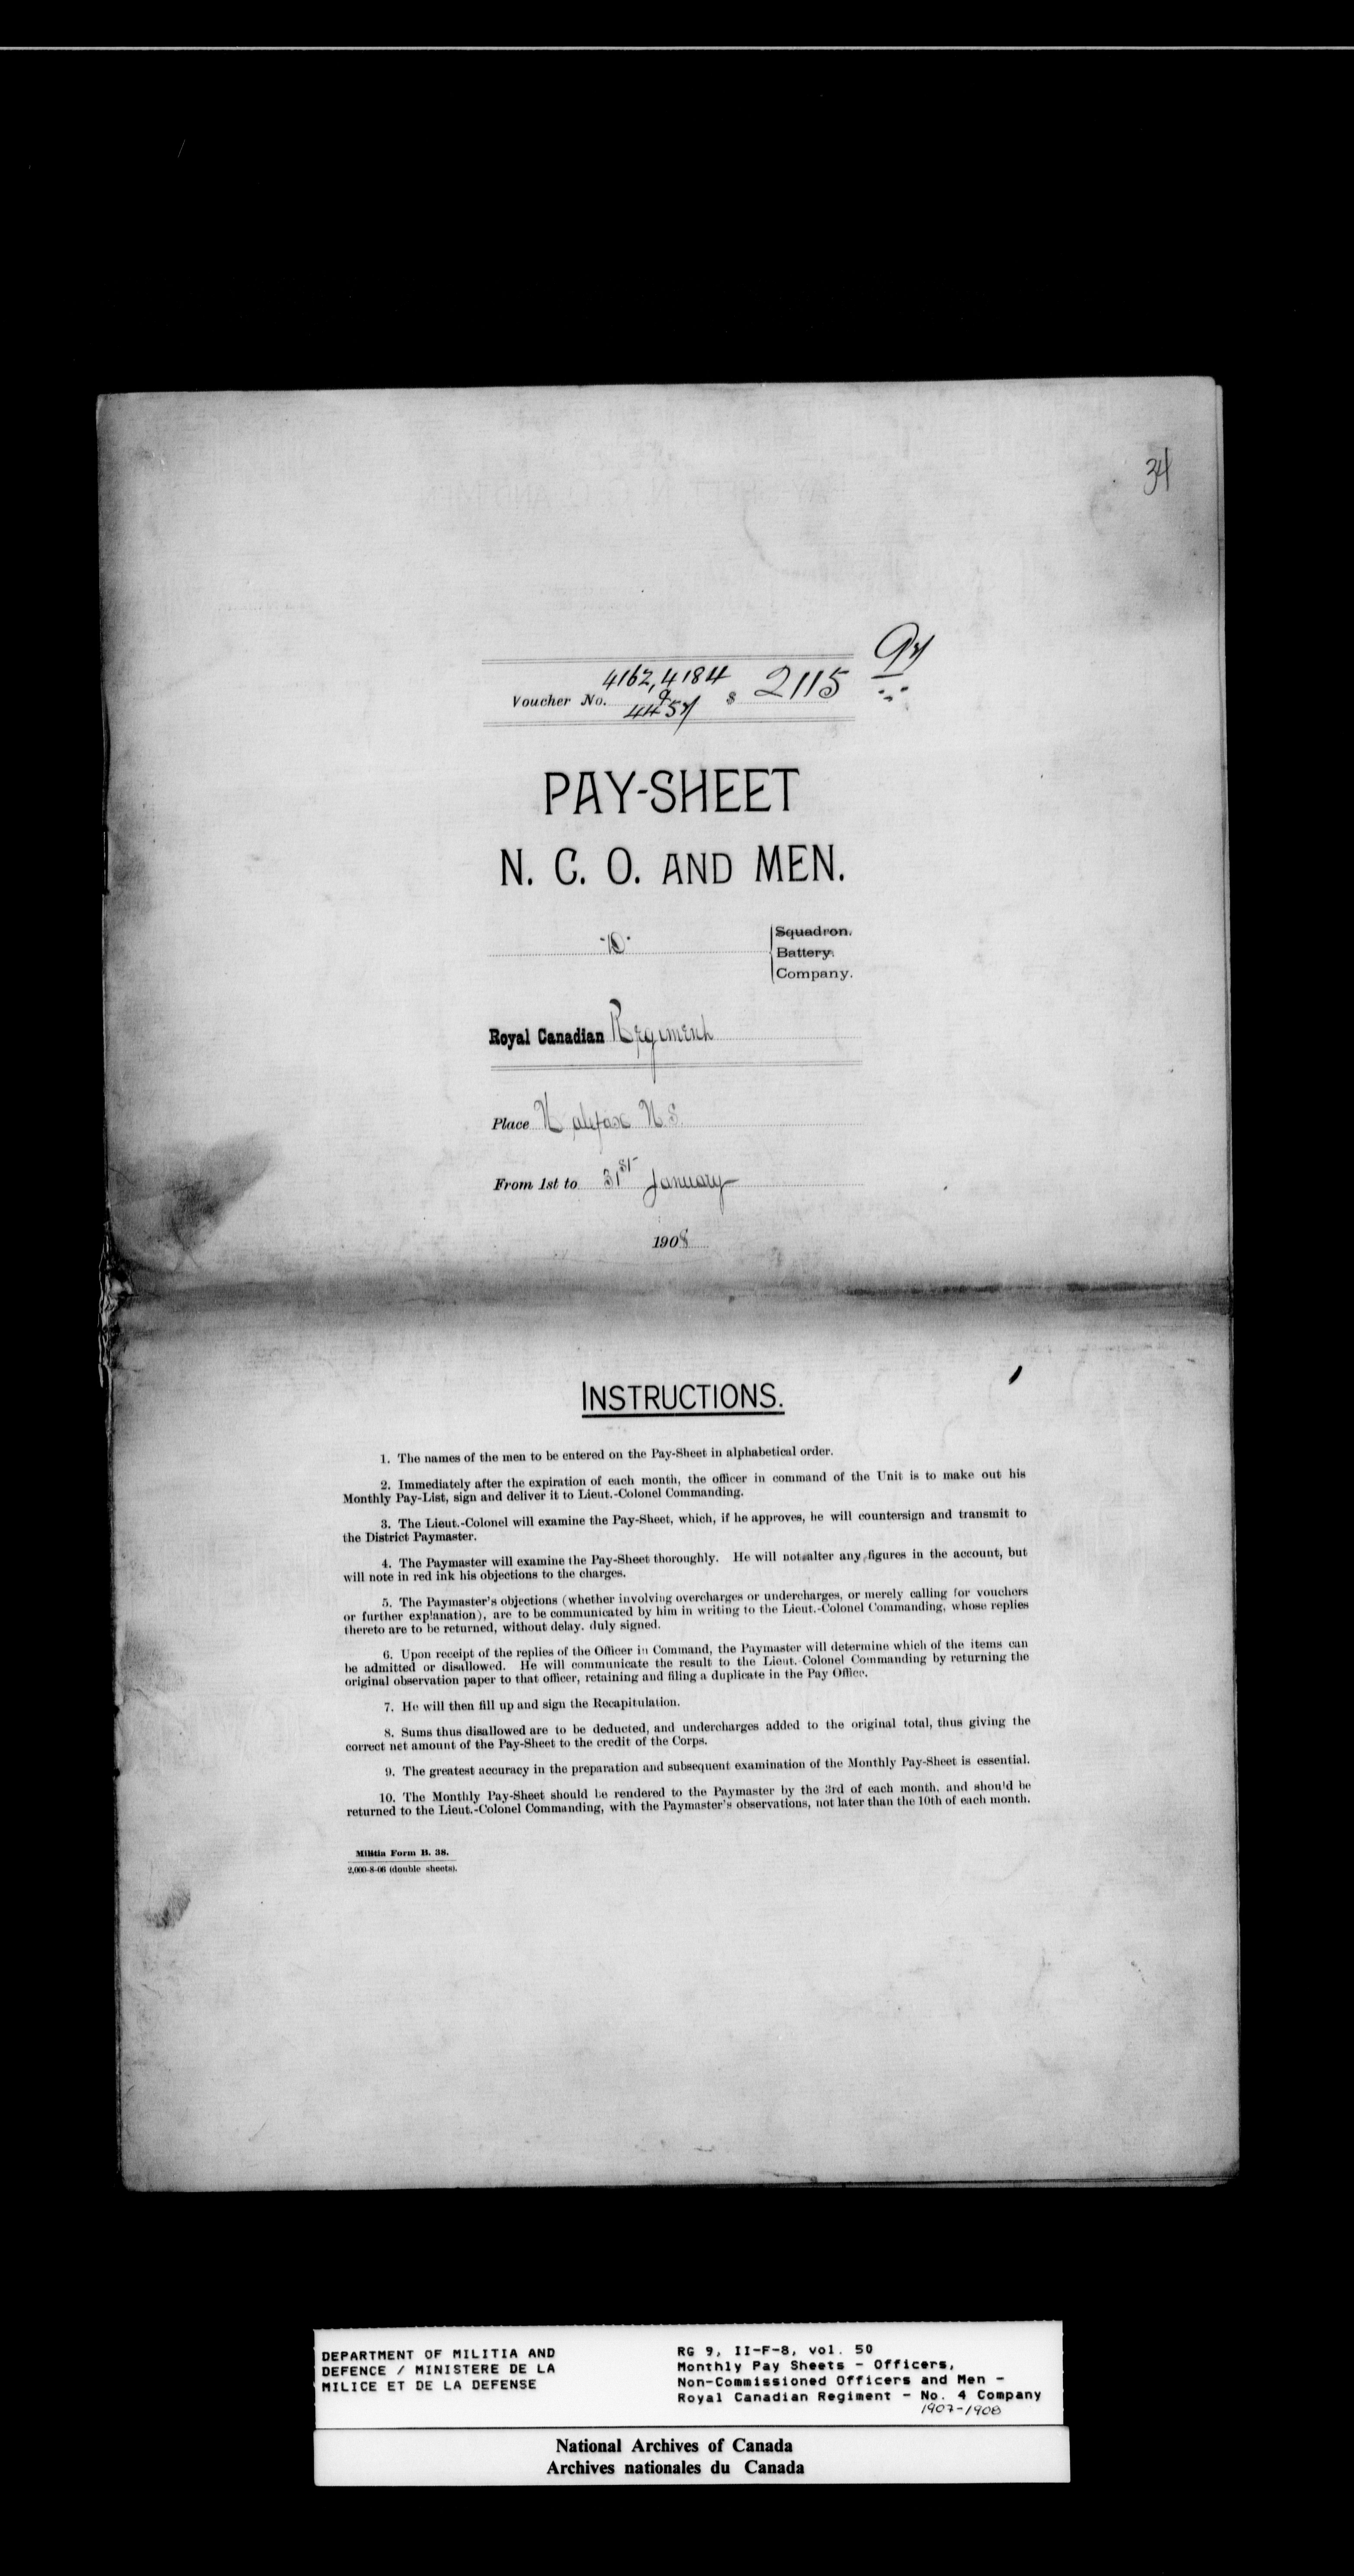 34
4162, 4184
Voucher No. 4457 $ 2115 97
PAY-SHEET
N. C. O. AND MEN.
"D" Squadron.
Battery.
Company.
Royal Canadian Regiment
Place Halifax N.S.
From 1st to 31st January
1908
INSTRUCTIONS.
1. The names of the men to be entered on the Pay-Sheet in alphabetical order.
2. Immediately after the expiration of each month, the officer in command of the Unit is to make out his
Monthly Pay-List, sign and deliver it to Lieut.-Colonel Commanding.
3. The Lieut.-Colonel will examine the Pay-Sheet, which, if he approves, he will countersign and transmit to
the District Paymaster.
4. The Paymaster will examine the Pay-Sheet thoroughly. He will not alter any figures in the account, but
will note in red ink his objections to the charges.
5. The Paymaster's objections (whether involving overcharges or undercharges, or merely calling for vouchers
or further explanation), are to be communicated by him in writing to the Lieut.-Colonel Commanding, whose replies
thereto are to be returned, without delay, duly signed.
6. Upon receipt of the replies of the Officer in Command, the Paymaster will determine which of the items can
be admitted or disallowed. He will communicate the result to the Lieut.-Colonel Commanding by returning the
original observation paper to that officer, retaining and filing a duplicate in the Pay Office.
7. He will then fill up and sign the Recapitulation.
8. Sums thus disallowed are to be deducted, and undercharges added to the original total, thus giving the
correct net amount of the Pay-Sheet to the credit of the Corps.
9. The greatest accuracy in the preparation and subsequent examination of the Monthly Pay-Sheet is essential.
10. The Monthly Pay-Sheet should be rendered to the Paymaster by the 3rd of each month, and should be
returned to the Lieut.-Colonel Commanding, with the Paymaster's observations, not later than the 10th of each month.
Militia Form B. 38.
2,000-8-06 (double sheets).
DEPARTMENT OF MILITIA AND
DEFENCE / MINISTERE DE LA
MILICE ET DE LA DEFENSE
RG 9, II-F-8, vol. 50
Monthly Pay Sheets - Officers,
Non-Commissioned Officers and Men -
Royal Canadian Regiment - No. 4 Company
1907-1908
National Archives of Canada
Archives nationales du Canada